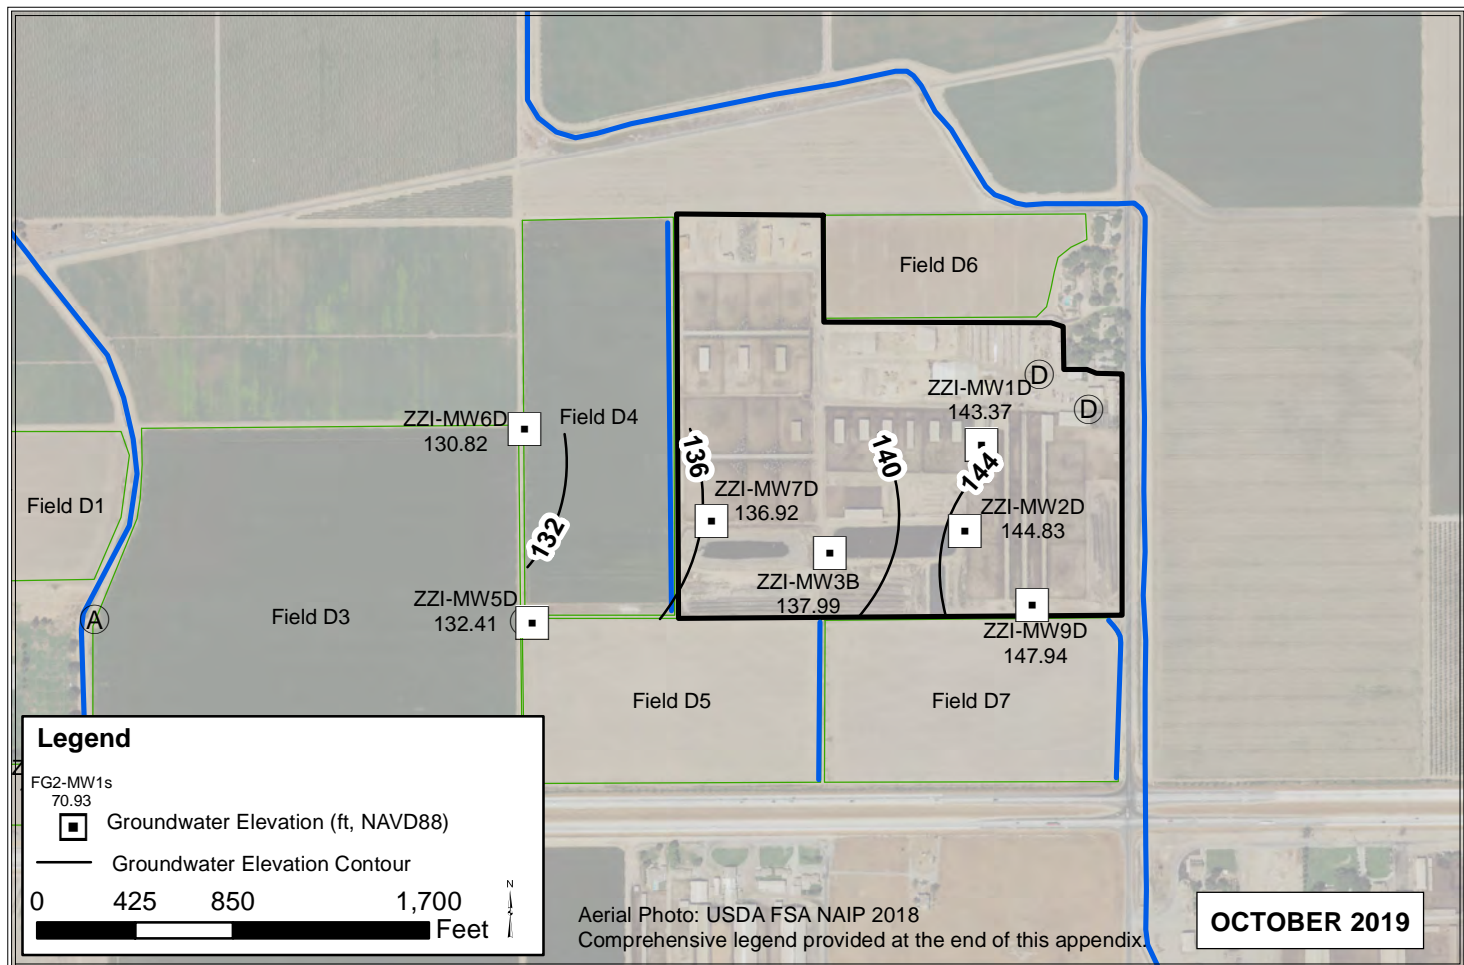 Field D6
D
ZZI-MW1D
143.37
D
ZZI-MW6D
130.82
Field D4
136
140
144
ZZI-MW7D
136.92
ZZI-MW2D
144.83
Field D1
132
ZZI-MW3B
137.99
A
Field D3
ZZI-MW5D
132.41
ZZI-MW9D
147.94
Field D5
Field D7
Legend
FG2-MW1s
70.93
Groundwater Elevation (ft, NAVD88)
Groundwater Elevation Contour
0 425 850 1,700
Feet
N
Aerial Photo: USDA FSA NAIP 2018
Comprehensive legend provided at the end of this appendix.
OCTOBER 2019